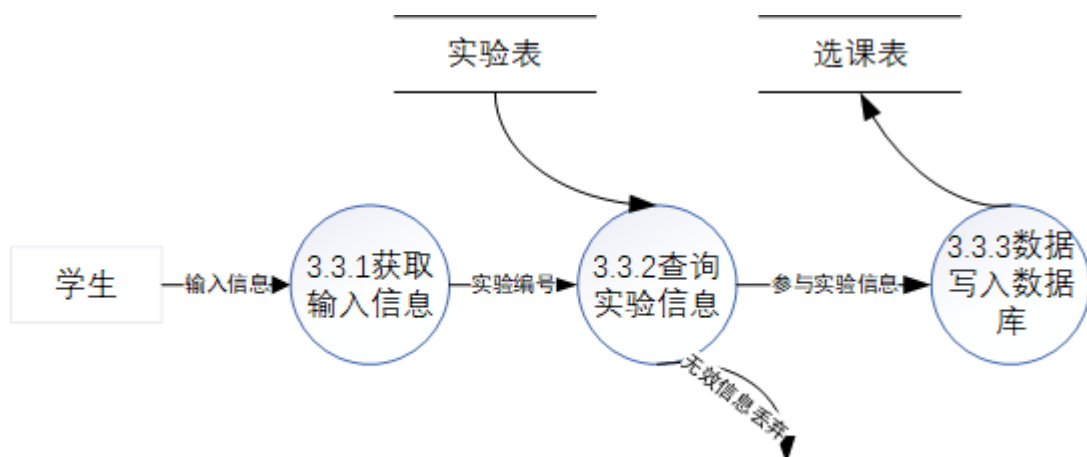 实验表
选课表
学生
输入信息
3.3.1获取
输入信息
实验编号
3.3.2查询
实验信息
参与实验信息
3.3.3数据
写入数据
库
无效信息丢弃